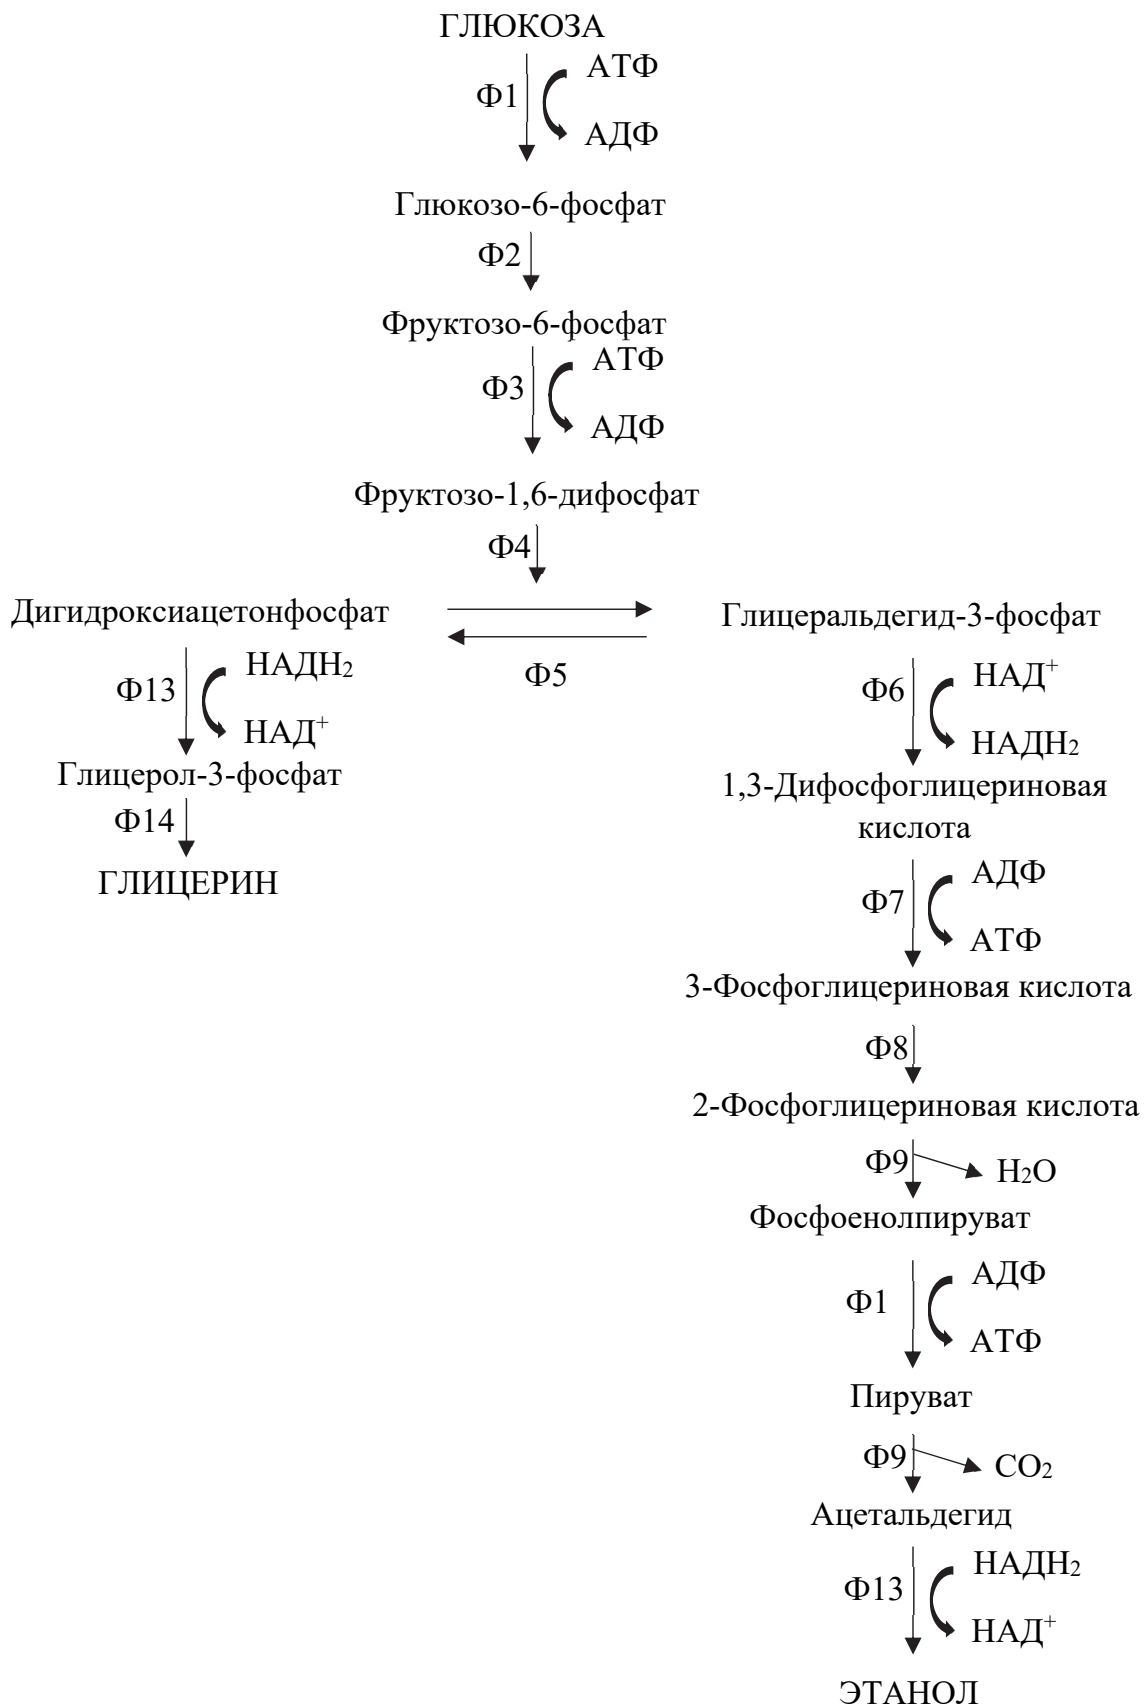 ГЛЮКОЗА
АТФ
Ф1
АДФ
Глюкозо-6-фосфат
Ф2
Фруктозо-6-фосфат
АТФ
Ф3
АДФ
Фруктозо-1,6-дифосфат
Ф4
Дигидроксиацетонфосфат
Глицеральдегид-3-фосфат
Ф5
НАДН2
Ф13
НАД+
Глицерол-3-фосфат
Ф14
ГЛИЦЕРИН
НАД+
Ф6
НАДН2
1,3-Дифосфоглицериновая
кислота
АДФ
Ф7
АТФ
3-Фосфоглицериновая кислота
Ф8
2-Фосфоглицериновая кислота
Ф9
H2O
Фосфоенолпируват
АДФ
Ф1
АТФ
Пируват
Ф9
CO2
Ацетальдегид
НАДН2
Ф13
НАД+
ЭТАНОЛ